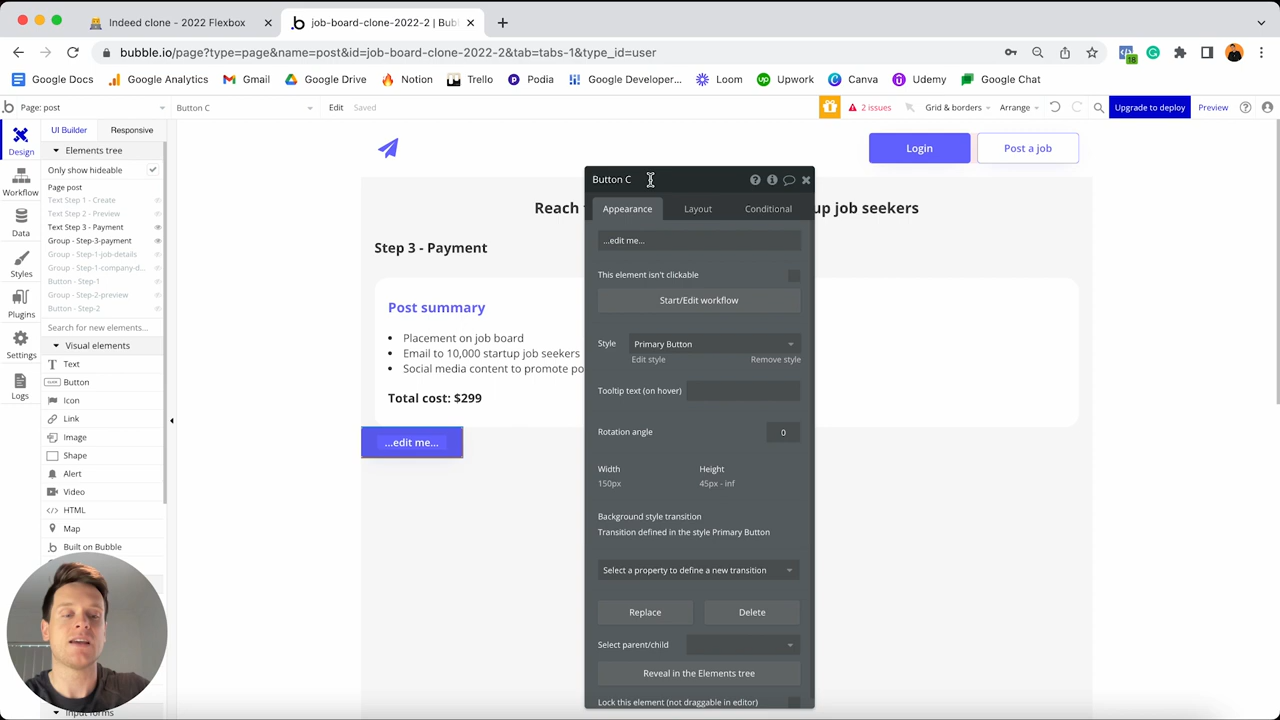 Indeed clone - 2022 Flexbox
job-board-clone-2022-2 | Bubl
bubble.io/page?type=page&name=post&id=job-board-clone-2022-2&tab=tabs-1&type_id=user
18
Google Docs
Google Analytics
Gmail
Google Drive
Notion
Trello
Podia
Google Developer...
Loom
Upwork
Canva
Udemy
Google Chat
Page: post
Button C
Edit
Saved
2 issues
Grid & borders
Arrange
Upgrade to deploy
Preview
Design
Workflow
Data
Styles
Plugins
Settings
Logs
UI Builder
Responsive
Elements tree
Only show hideable
Page post
Text Step 1 - Create
Text Step 2 - Preview
Text Step 3 - Payment
Group - Step-3-payment
Group - Step-1-job-details
Group - Step-1-company-d...
Button - Step-1
Group - Step-2-preview
Button - Step-2
Search for new elements...
Visual elements
Text
Button
Icon
Link
Image
Shape
Alert
Video
HTML
Map
Built on Bubble
Input forms
Login
Post a job
Reach
up job seekers
Step 3 - Payment
Post summary
Placement on job board
Email to 10,000 startup job seekers
Social media content to promote po
Total cost: $299
...edit me...
Button C
Appearance
Layout
Conditional
...edit me...
This element isn't clickable
Start/Edit workflow
Style
Primary Button
Edit style
Remove style
Tooltip text (on hover)
Rotation angle
0
Width
Height
150px
45px - inf
Background style transition
Transition defined in the style Primary Button
Select a property to define a new transition
Replace
Delete
Select parent/child
Reveal in the Elements tree
Lock this element (not draggable in editor)